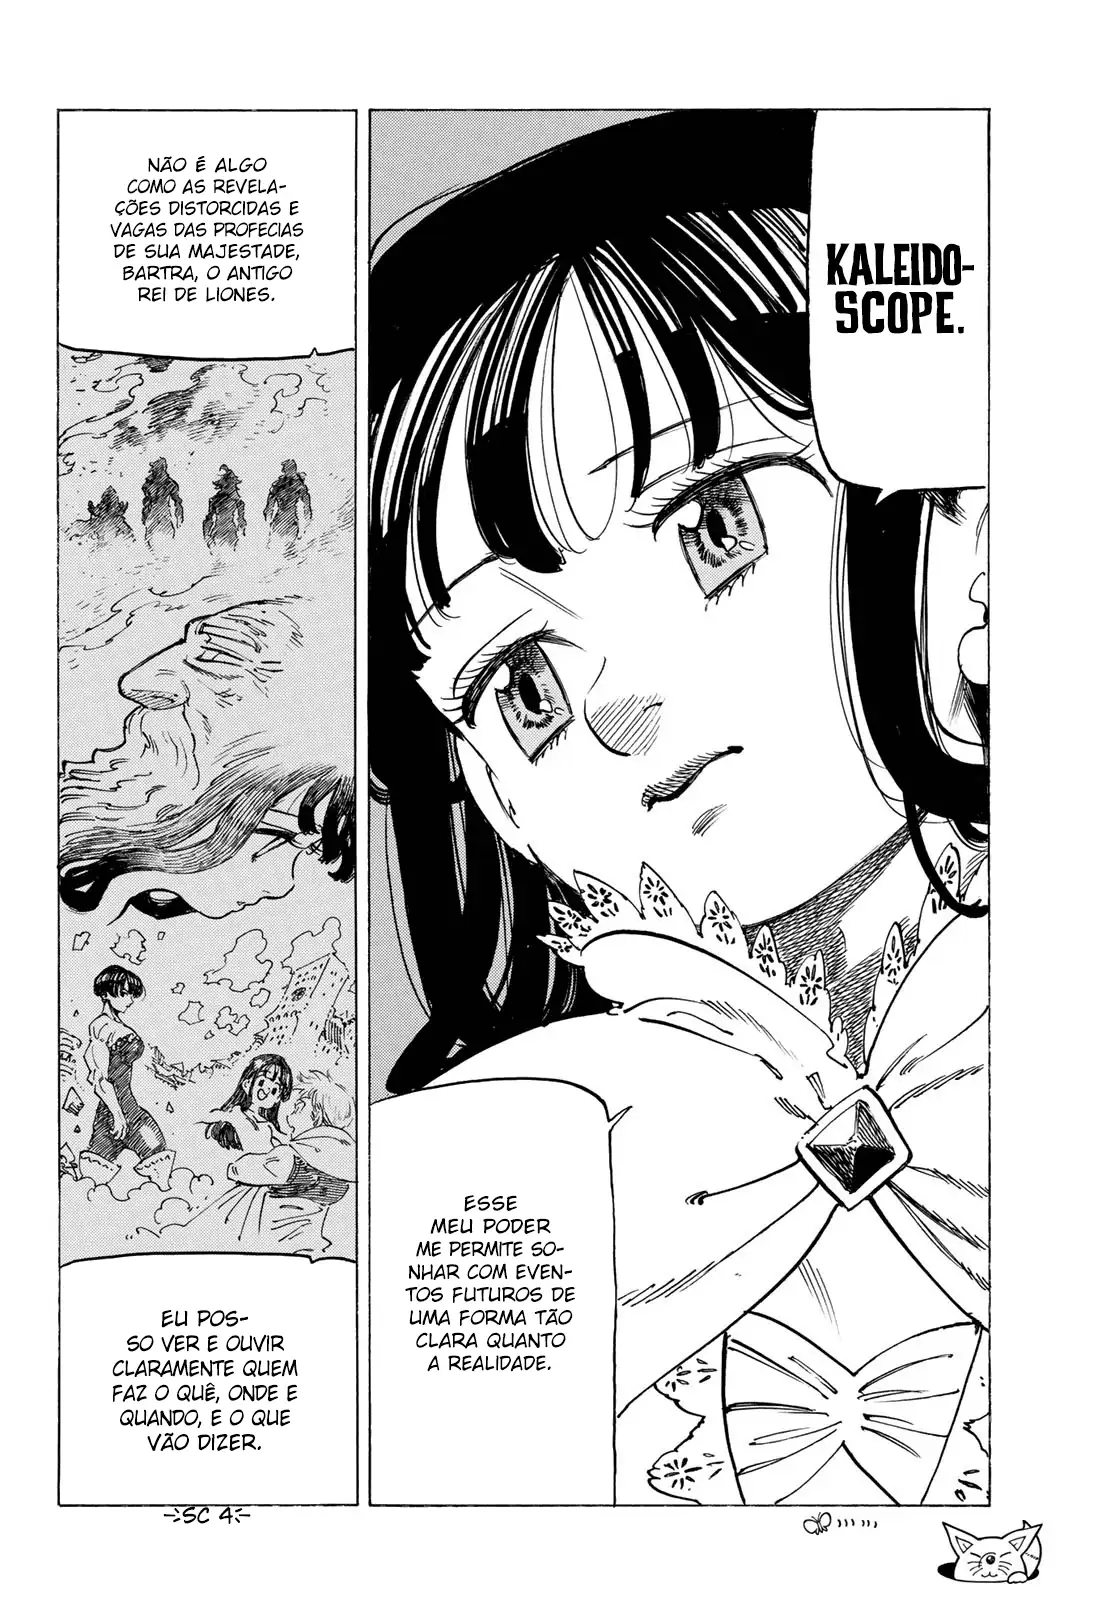 KALEIDO-
SCOPE.
ESSE
MEU PODER
ME PERMITE SO-
NHAR COM EVEN-
TOS FUTUROS DE
UMA FORMA TÃO
CLARA QUANTO
A REALIDADE.
NÃO É ALGO
COMO AS REVELA-
ÇÕES DISTORCIDAS E
VAGAS DAS PROFECIAS
DE SUA MAJESTADE,
BARTRA, O ANTIGO
REI DE LIONES.
EU POS-
SO VER E OUVIR
CLARAMENTE QUEM
FAZ O QUÊ, ONDE E
QUANDO, E O QUE
VÃO DIZER.
SC 4